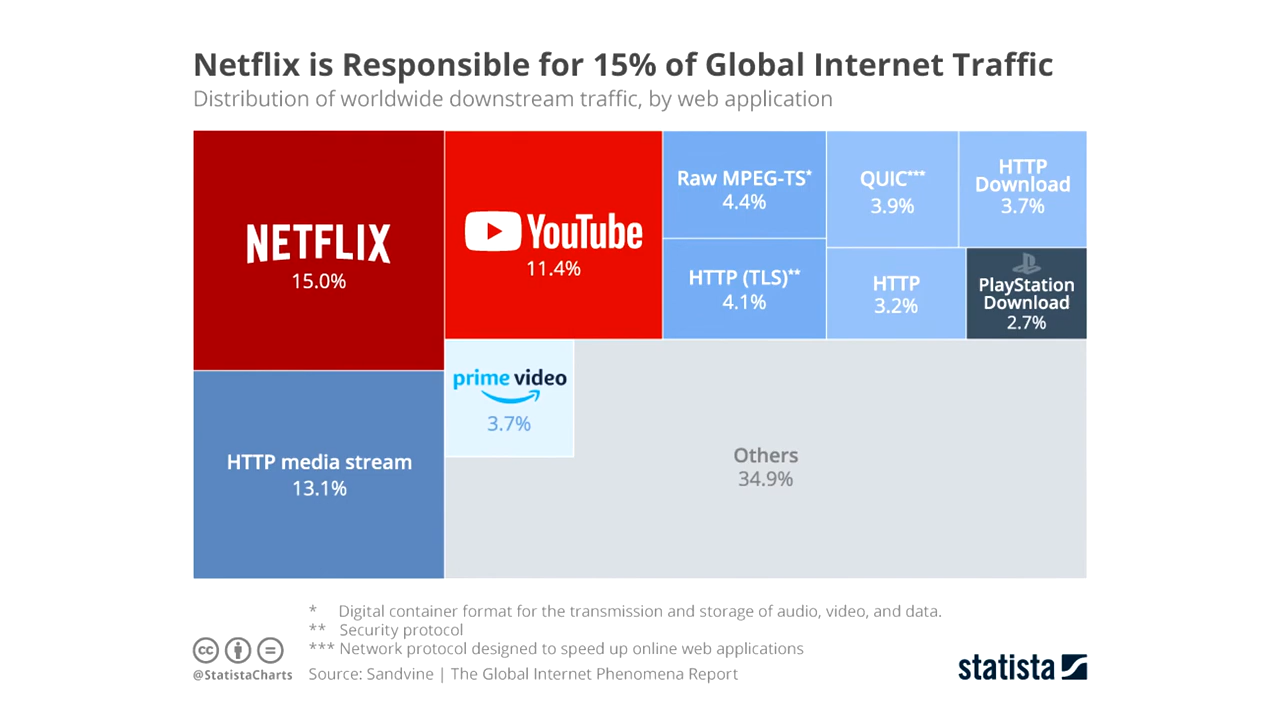 Netflix is Responsible for 15% of Global Internet Traffic
Distribution of worldwide downstream traffic, by web application
NETFLIX
15.0%
YouTube
11.4%
Raw MPEG-TS*
4.4%
QUIC***
3.9%
HTTP
Download
3.7%
HTTP (TLS)**
4.1%
HTTP
3.2%
PlayStation
Download
2.7%
HTTP media stream
13.1%
prime video
3.7%
Others
34.9%
* Digital container format for the transmission and storage of audio, video, and data.
** Security protocol
*** Network protocol designed to speed up online web applications
cc
@StatistaCharts
Source: Sandvine | The Global Internet Phenomena Report
statista